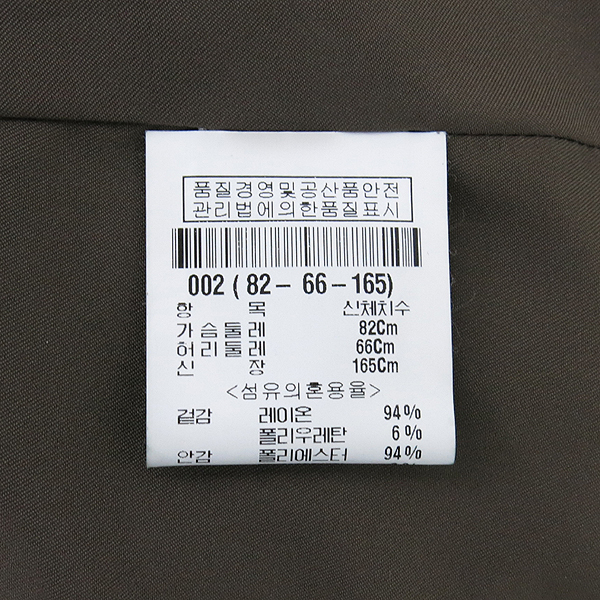 품질경영및공산품안전
관리법에의한품질표시
002 ( 82- 66-165)
항 목 신체치수
가슴둘레 82Cm
허리둘레 66Cm
신 장 165Cm
<섬유의혼용율>
겉감 레이온 94%
폴리우레탄 6%
안감 폴리에스터 94%